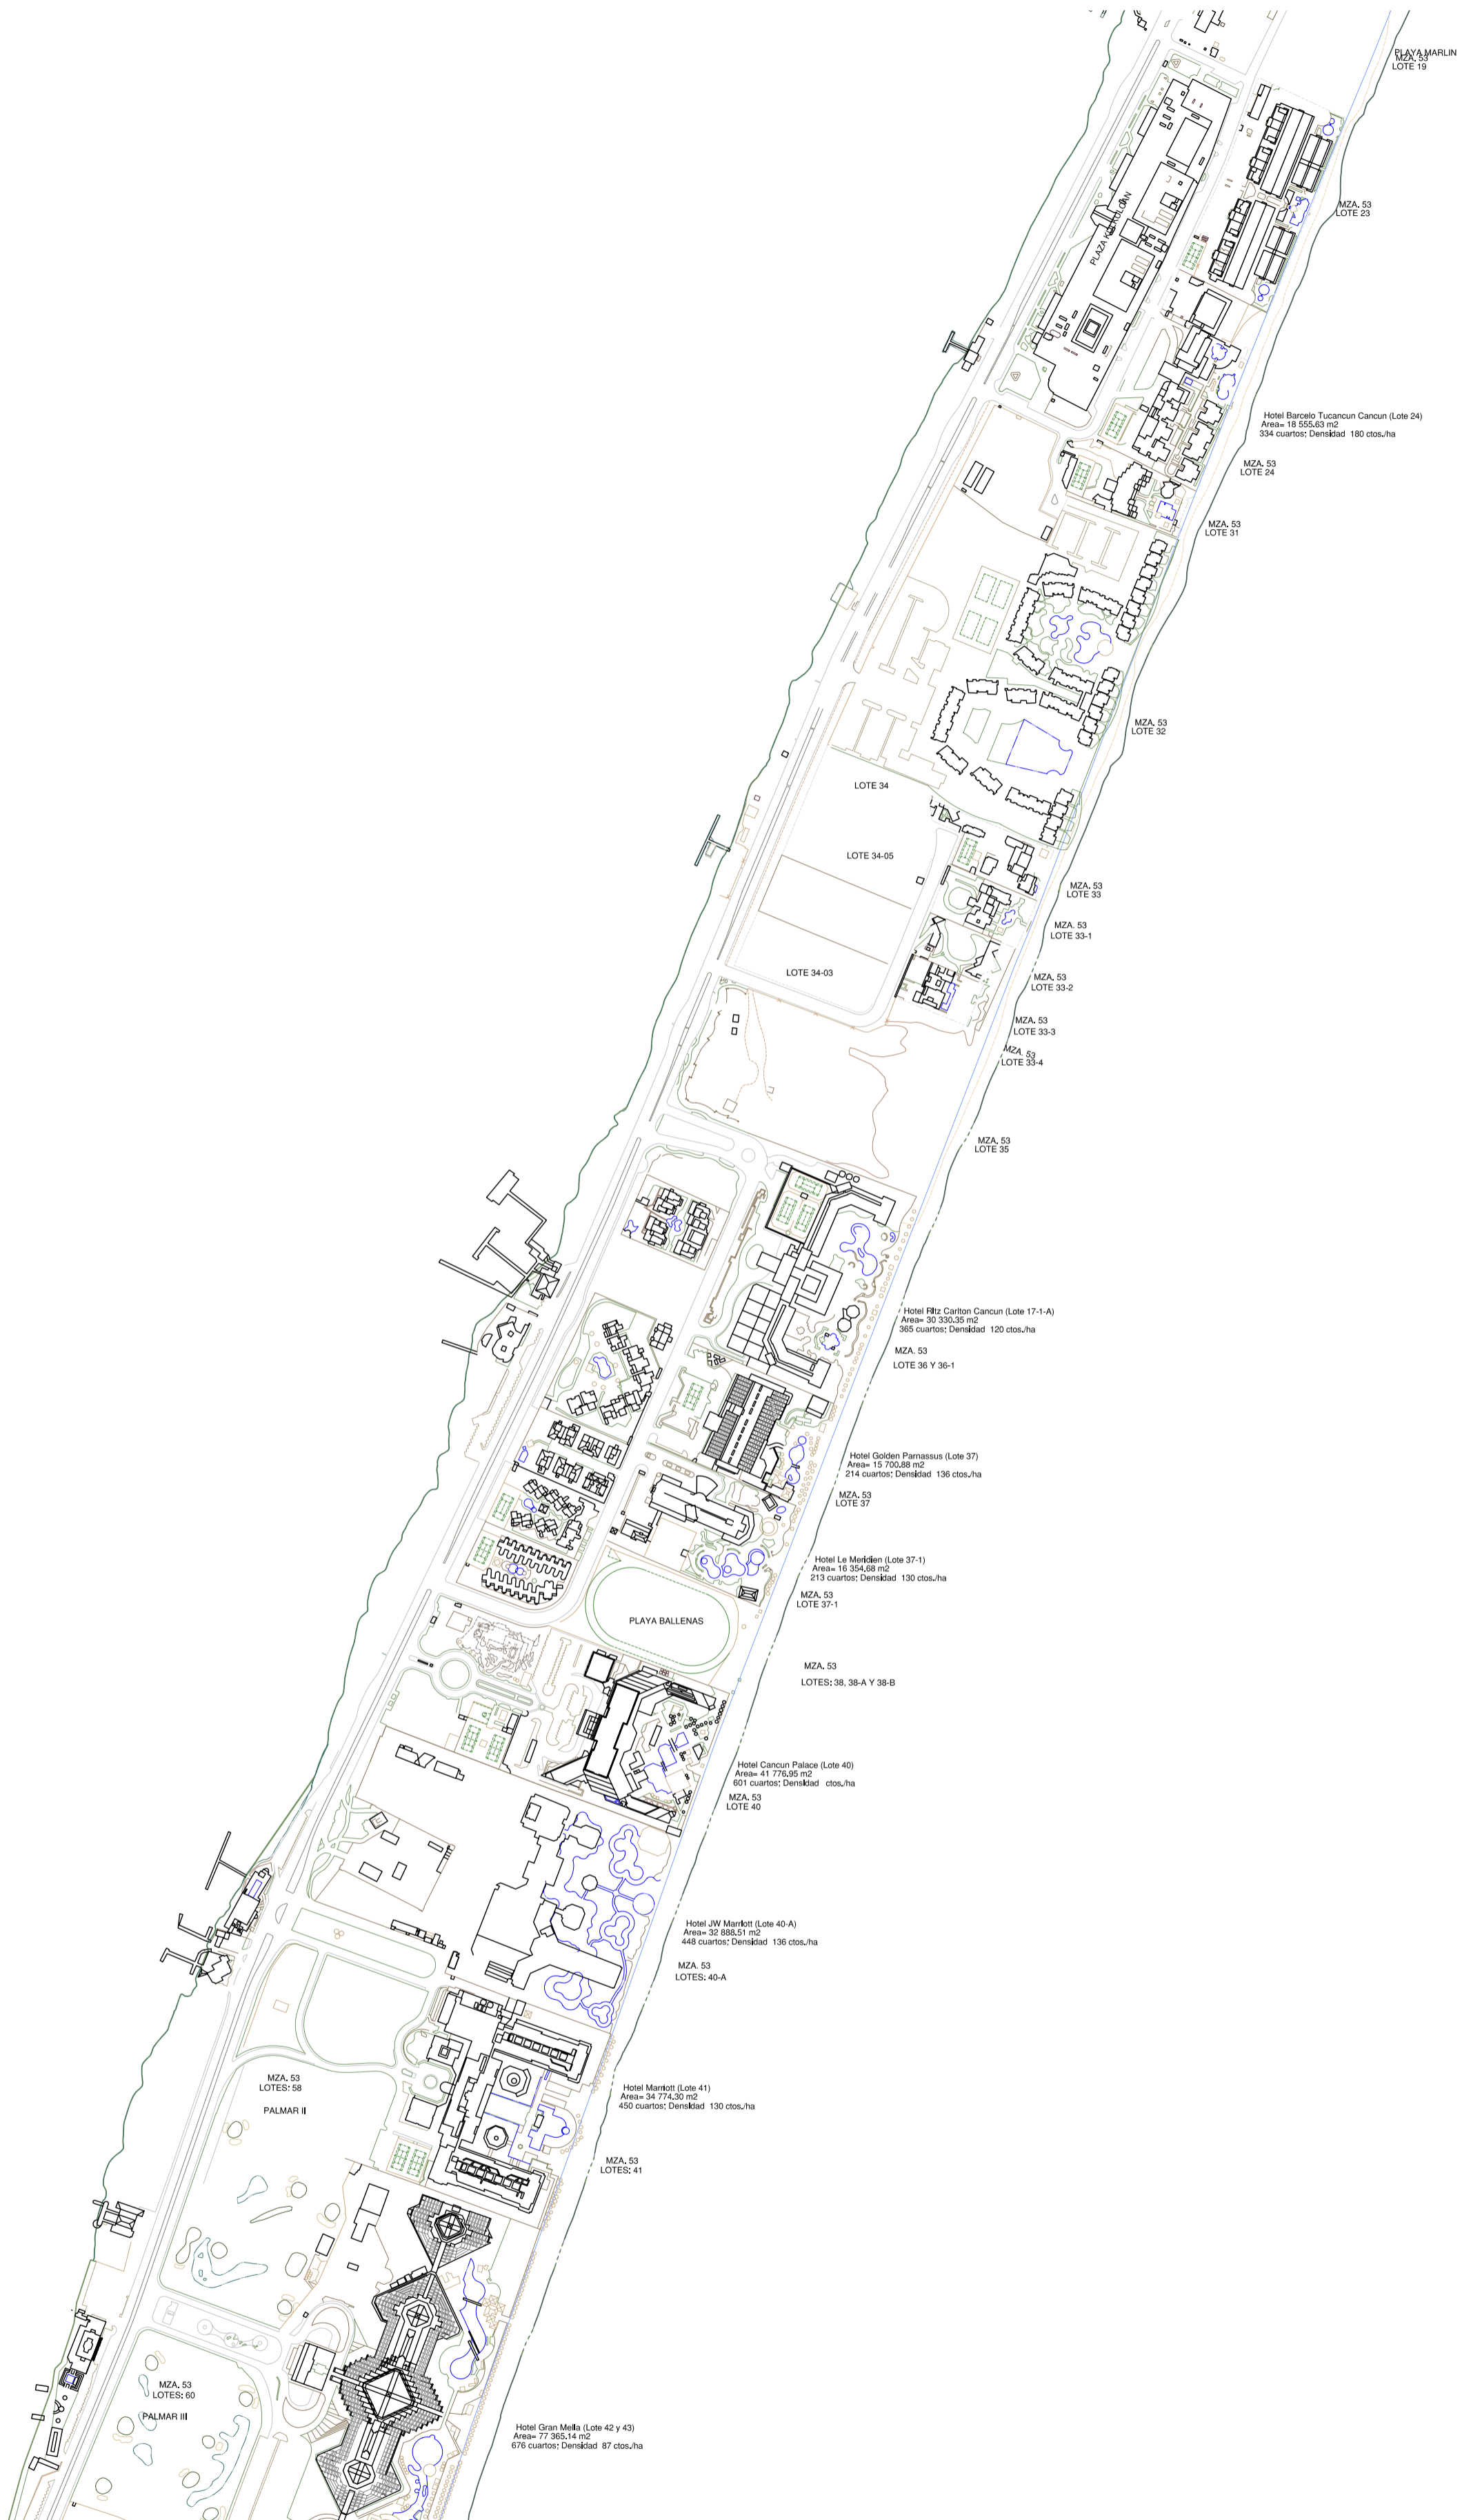 PLAYA MARLIN
MZA. 53
LOTE 19
MZA. 53
LOTE 23
PLAZA KUKULCAN
Hotel Barcelo Tucancun Cancun (Lote 24)
Area= 18 555.63 m2
334 cuartos; Densidad 180 ctos./ha
MZA. 53
LOTE 24
MZA. 53
LOTE 31
MZA. 53
LOTE 32
LOTE 34
LOTE 34-05
MZA. 53
LOTE 33
MZA. 53
LOTE 33-1
LOTE 34-03
MZA. 53
LOTE 33-2
MZA. 53
LOTE 33-3
MZA. 53
LOTE 33-4
MZA. 53
LOTE 35
Hotel Ritz Carlton Cancun (Lote 17-1-A)
Area= 30 330.35 m2
365 cuartos; Densidad 120 ctos./ha
MZA. 53
LOTE 36 Y 36-1
Hotel Golden Parnassus (Lote 37)
Area= 15 700.88 m2
214 cuartos; Densidad 136 ctos./ha
MZA. 53
LOTE 37
Hotel Le Meridien (Lote 37-1)
Area= 16 354.68 m2
213 cuartos; Densidad 130 ctos./ha
MZA. 53
LOTE 37-1
PLAYA BALLENAS
MZA. 53
LOTES: 38, 38-A Y 38-B
Hotel Cancun Palace (Lote 40)
Area= 41 776.95 m2
601 cuartos; Densidad ctos./ha
MZA. 53
LOTE 40
Hotel JW Marriott (Lote 40-A)
Area= 32 888.51 m2
448 cuartos; Densidad 136 ctos./ha
MZA. 53
LOTES: 40-A
MZA. 53
LOTES: 58
PALMAR II
Hotel Marriott (Lote 41)
Area= 34 774.30 m2
450 cuartos; Densidad 130 ctos./ha
MZA. 53
LOTES: 41
MZA. 53
LOTES: 60
PALMAR III
Hotel Gran Melia (Lote 42 y 43)
Area= 77 365.14 m2
676 cuartos; Densidad 87 ctos./ha